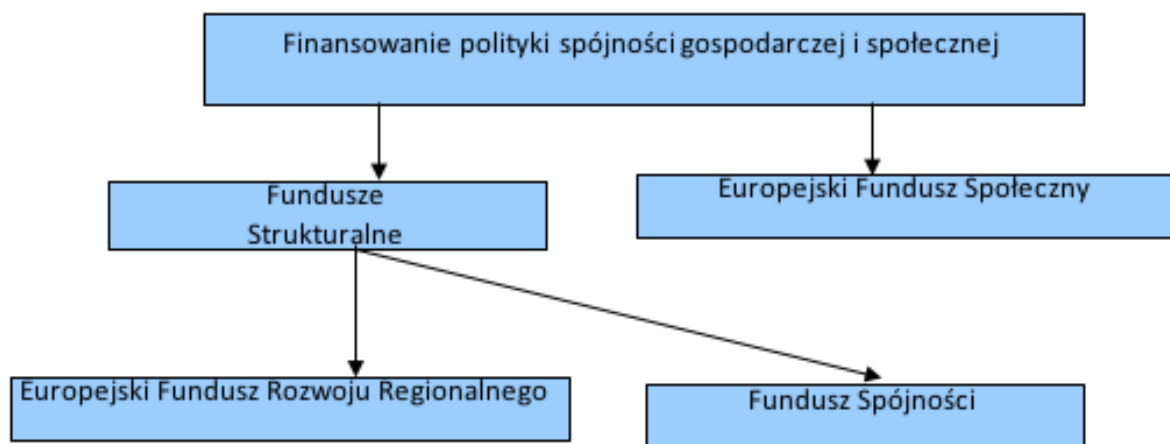 Finansowanie polityki spójności gospodarczej i społecznej
Fundusze
Strukturalne
Europejski Fundusz Społeczny
Europejski Fundusz Rozwoju Regionalnego
Fundusz Spójności